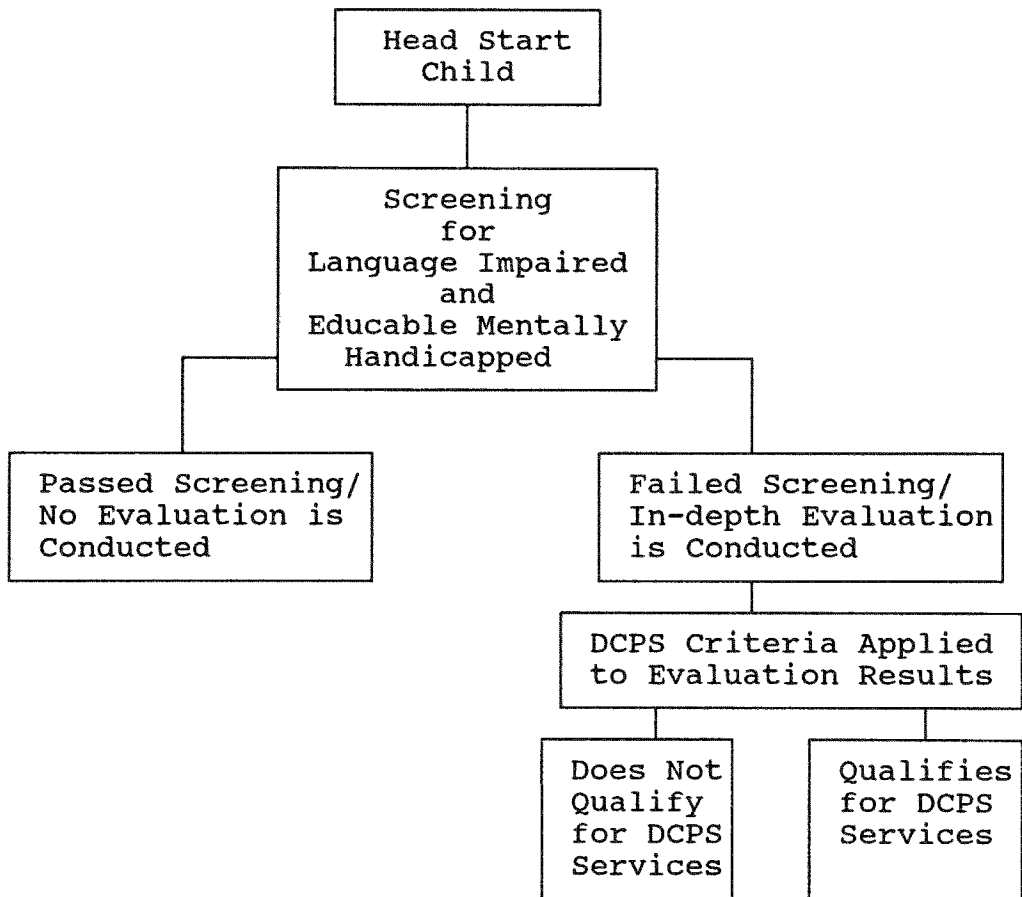 Head Start
Child
Screening
for
Language Impaired
and
Educable Mentally
Handicapped
Passed Screening/
No Evaluation is
Conducted
Failed Screening/
In-depth Evaluation
is Conducted
DCPS Criteria Applied
to Evaluation Results
Does Not
Qualify
for DCPS
Services
Qualifies
for DCPS
Services